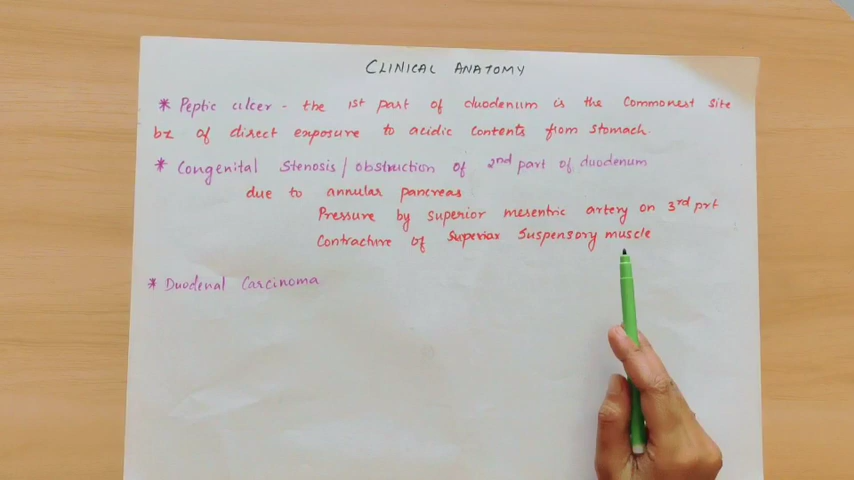 CLINICAL ANATOMY
* Peptic ulcer - the 1st part of duodenum is the commonest site
bz of direct exposure to acidic contents from stomach.
* Congenital Stenosis/obstruction of 2nd part of duodenum
due to annular pancreas
Pressure by superior mesentric artery on 3rd prt
Contracture of Superior Suspensory muscle
* Duodenal Carcinoma